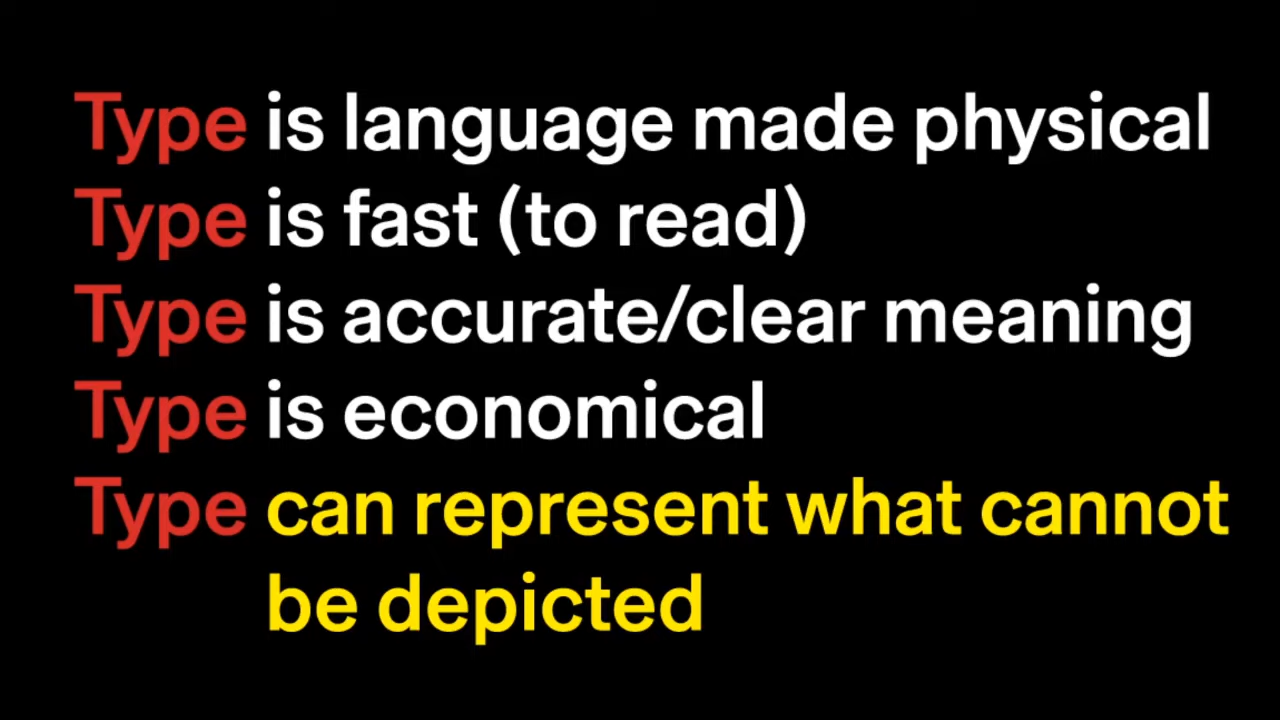 Type is language made physical
Type is fast (to read)
Type is accurate/clear meaning
Type is economical
Type can represent what cannot
be depicted